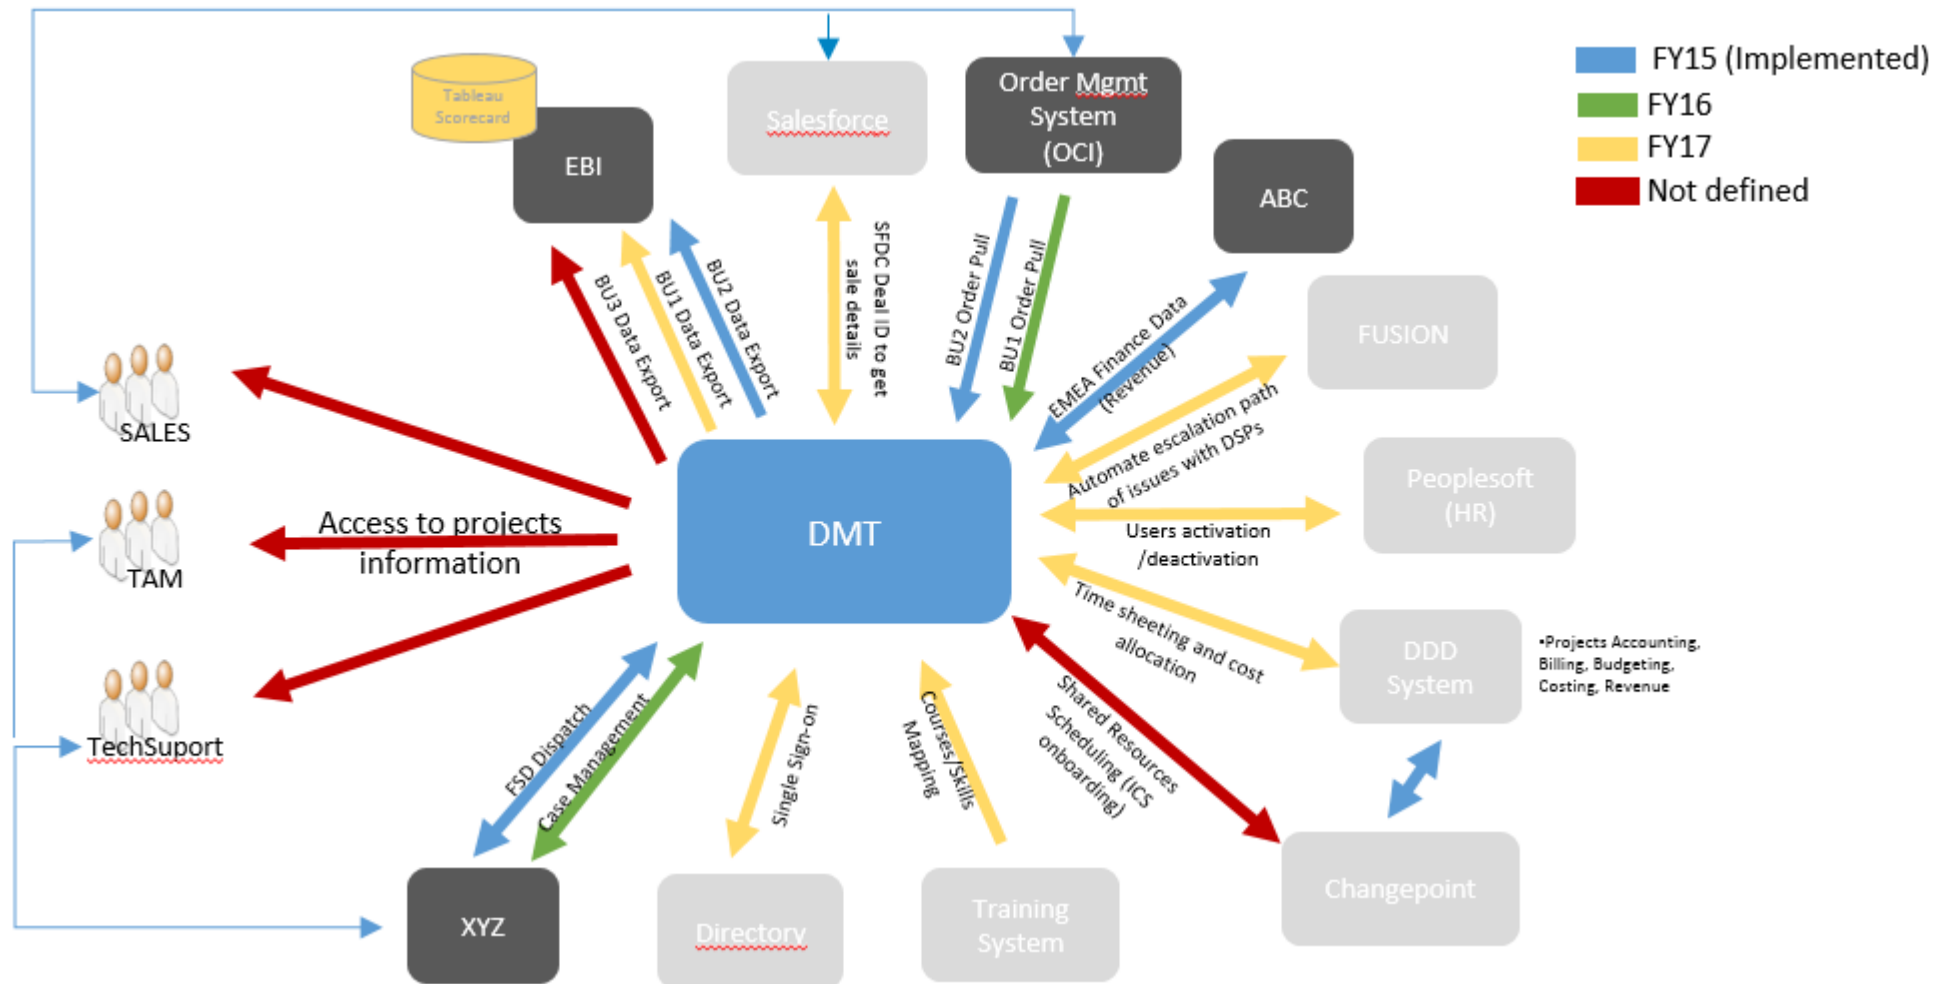 FY15 (Implemented)
FY16
FY17
Not defined
Tableau
Scorecard
EBI
Salesforce
Order Mgmt
System
(OCI)
ABC
FUSION
Peoplesoft
(HR)
DDD
System
•Projects Accounting,
Billing, Budgeting,
Costing, Revenue
Changepoint
Training
System
Directory
XYZ
SALES
TAM
TechSuport
DMT
BU3 Data Export
BU1 Data Export
BU2 Data Export
SFDC Deal ID to get
sale details
BU2 Order Pull
BU1 Order Pull
EMEA Finance Data
(Revenue)
Automate escalation path
of issues with DSPs
Users activation
/deactivation
Time sheeting and cost
allocation
Shared Resources
Scheduling (ICS
onboarding)
Courses/Skills
Mapping
Single Sign-on
Case Management
FSD Dispatch
Access to projects
information